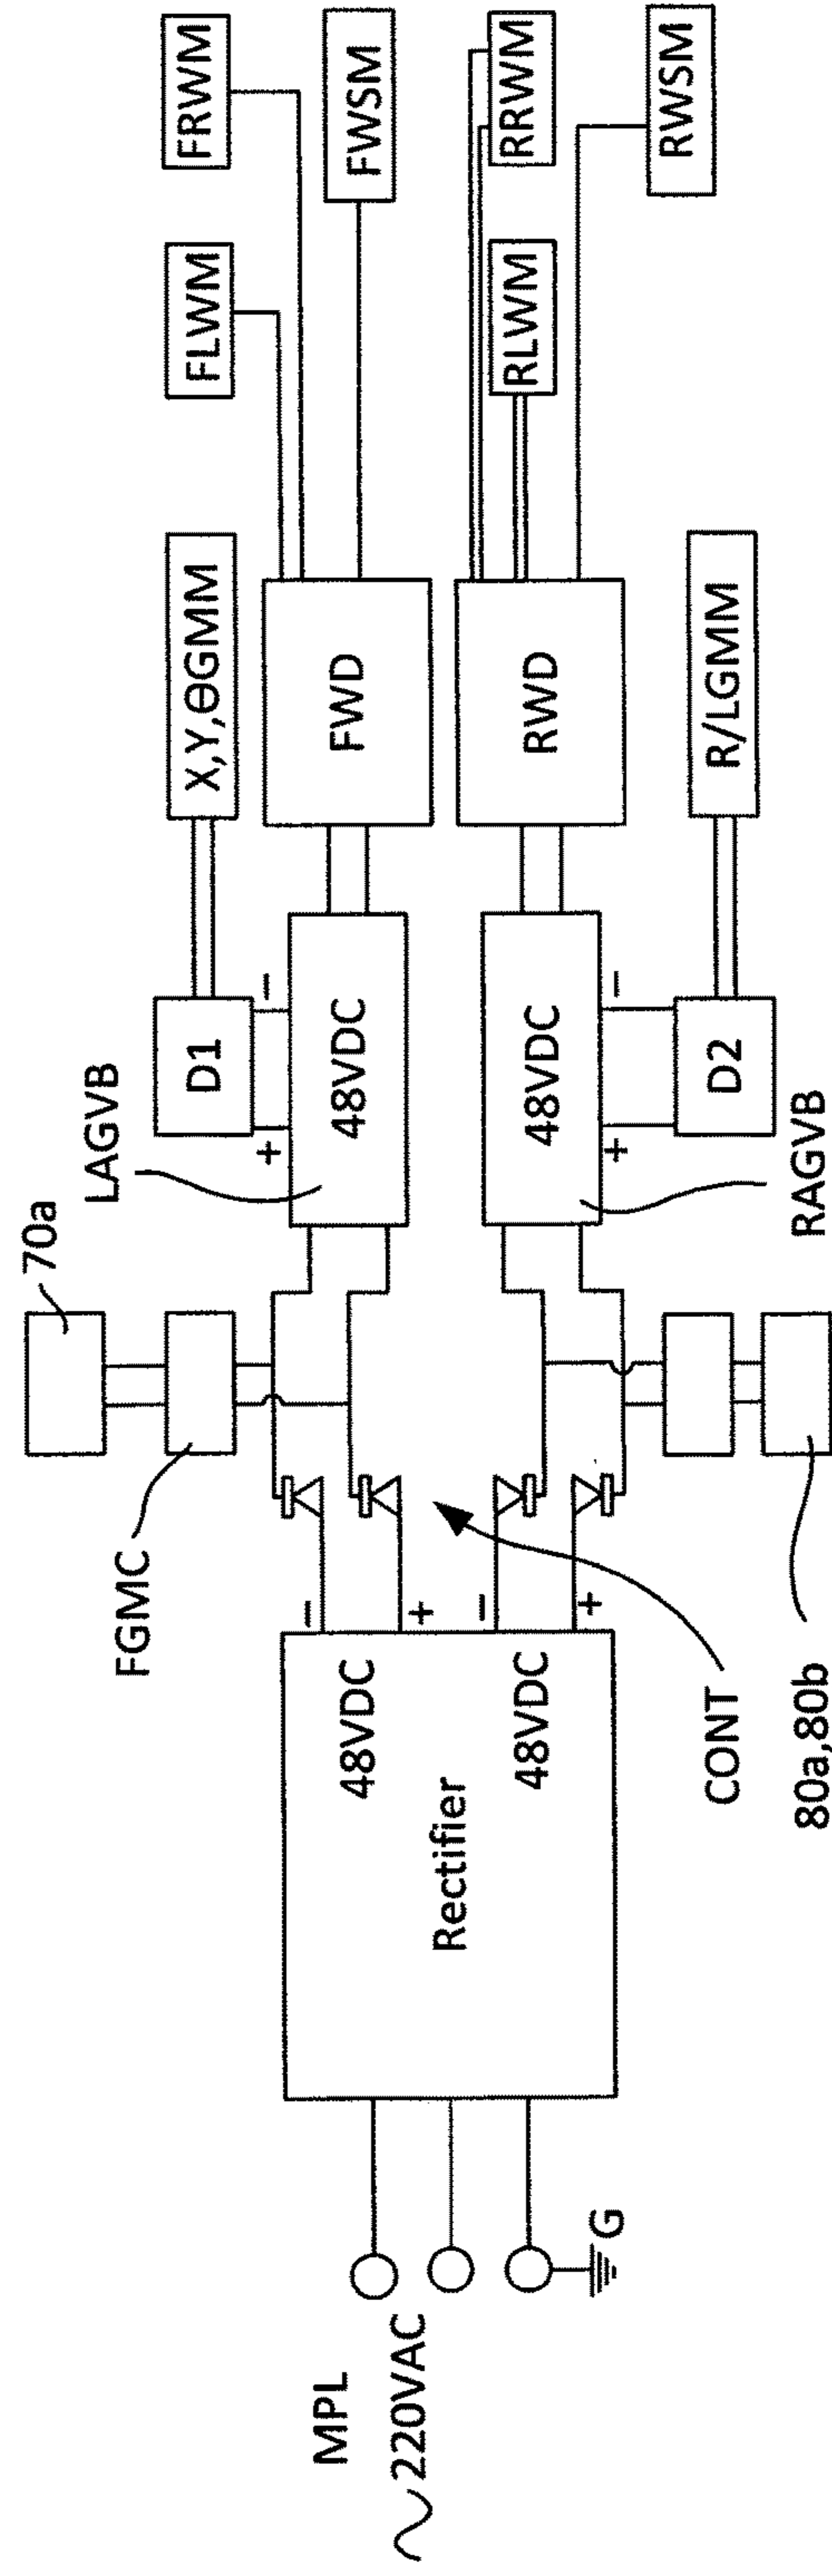 MPL
220VAC
G
Rectifier
48VDC
48VDC
−
+
−
+
CONT
FGMC
70a
80a,80b
LAGVB
RAGVB
48VDC
48VDC
+
−
+
−
D1
D2
X,Y,ΘGMM
R/LGMM
FWD
RWD
FLWM
FRWM
FWSM
RLWM
RRWM
RWSM